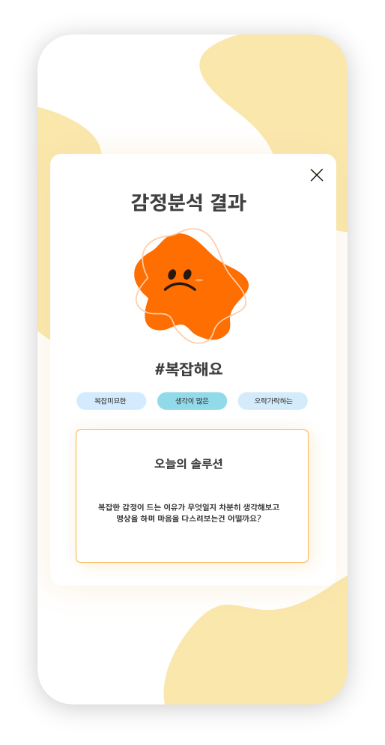 감정분석 결과
#복잡해요
복잡미묘한 생각이 많은 오락가락하는
오늘의 솔루션
복잡한 감정이 드는 이유가 무엇일지 차분히 생각해보고
명상을 하며 마음을 다스려보는건 어떨까요?